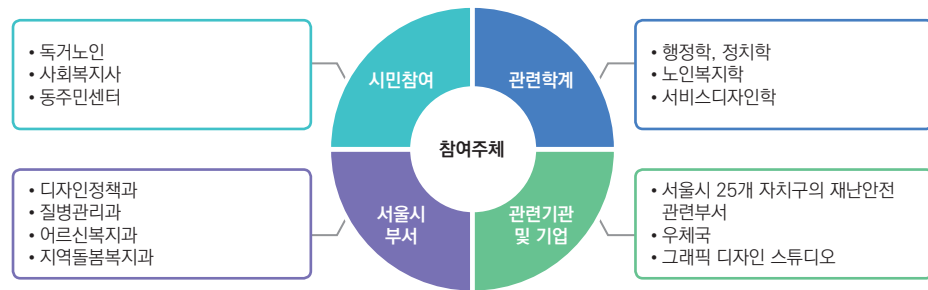 • 독거노인
• 사회복지사
• 동주민센터
시민참여
관련학계
• 행정학, 정치학
• 노인복지학
• 서비스디자인학
참여주체
• 디자인정책과
• 질병관리과
• 어르신복지과
• 지역돌봄복지과
서울시
부서
관련기관
및 기업
• 서울시 25개 자치구의 재난안전
관련부서
• 우체국
• 그래픽 디자인 스튜디오